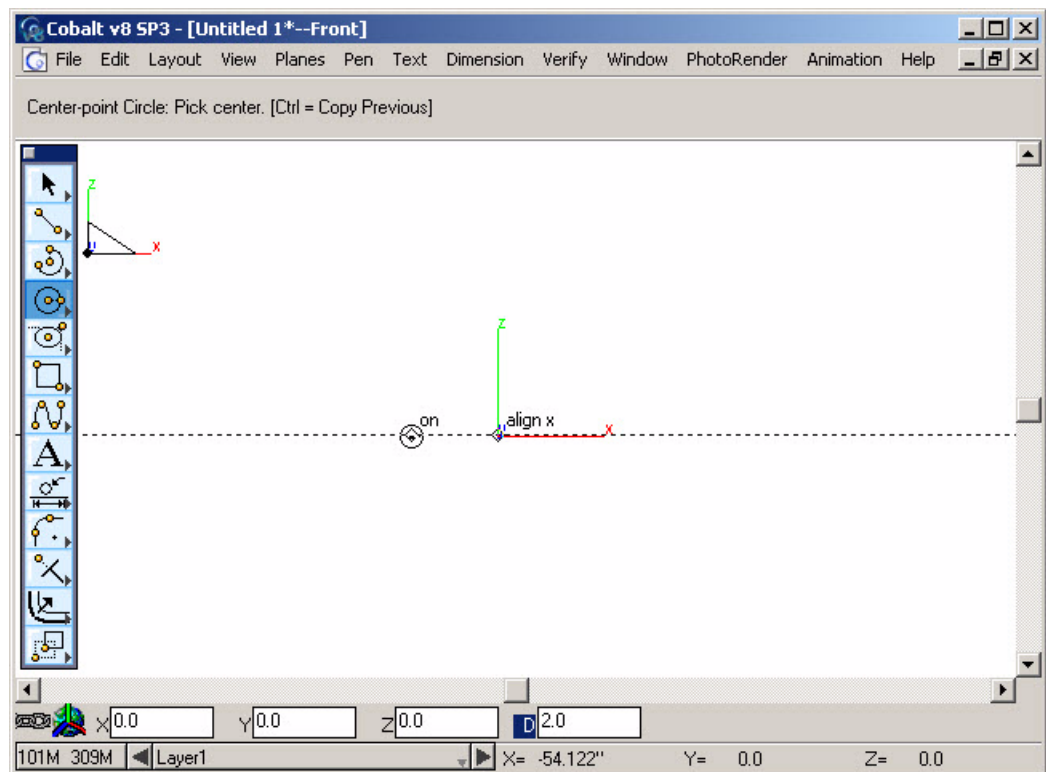 Cobalt v8 SP3 - [Untitled 1*--Front]
File Edit Layout View Planes Pen Text Dimension Verify Window PhotoRender Animation Help
Center-point Circle: Pick center. [Ctrl = Copy Previous]
z
x
z
on
align x
x
A
X 0.0 Y 0.0 Z 0.0 D 2.0
101M 309M Layer1 X= -54.122" Y= 0.0 Z= 0.0